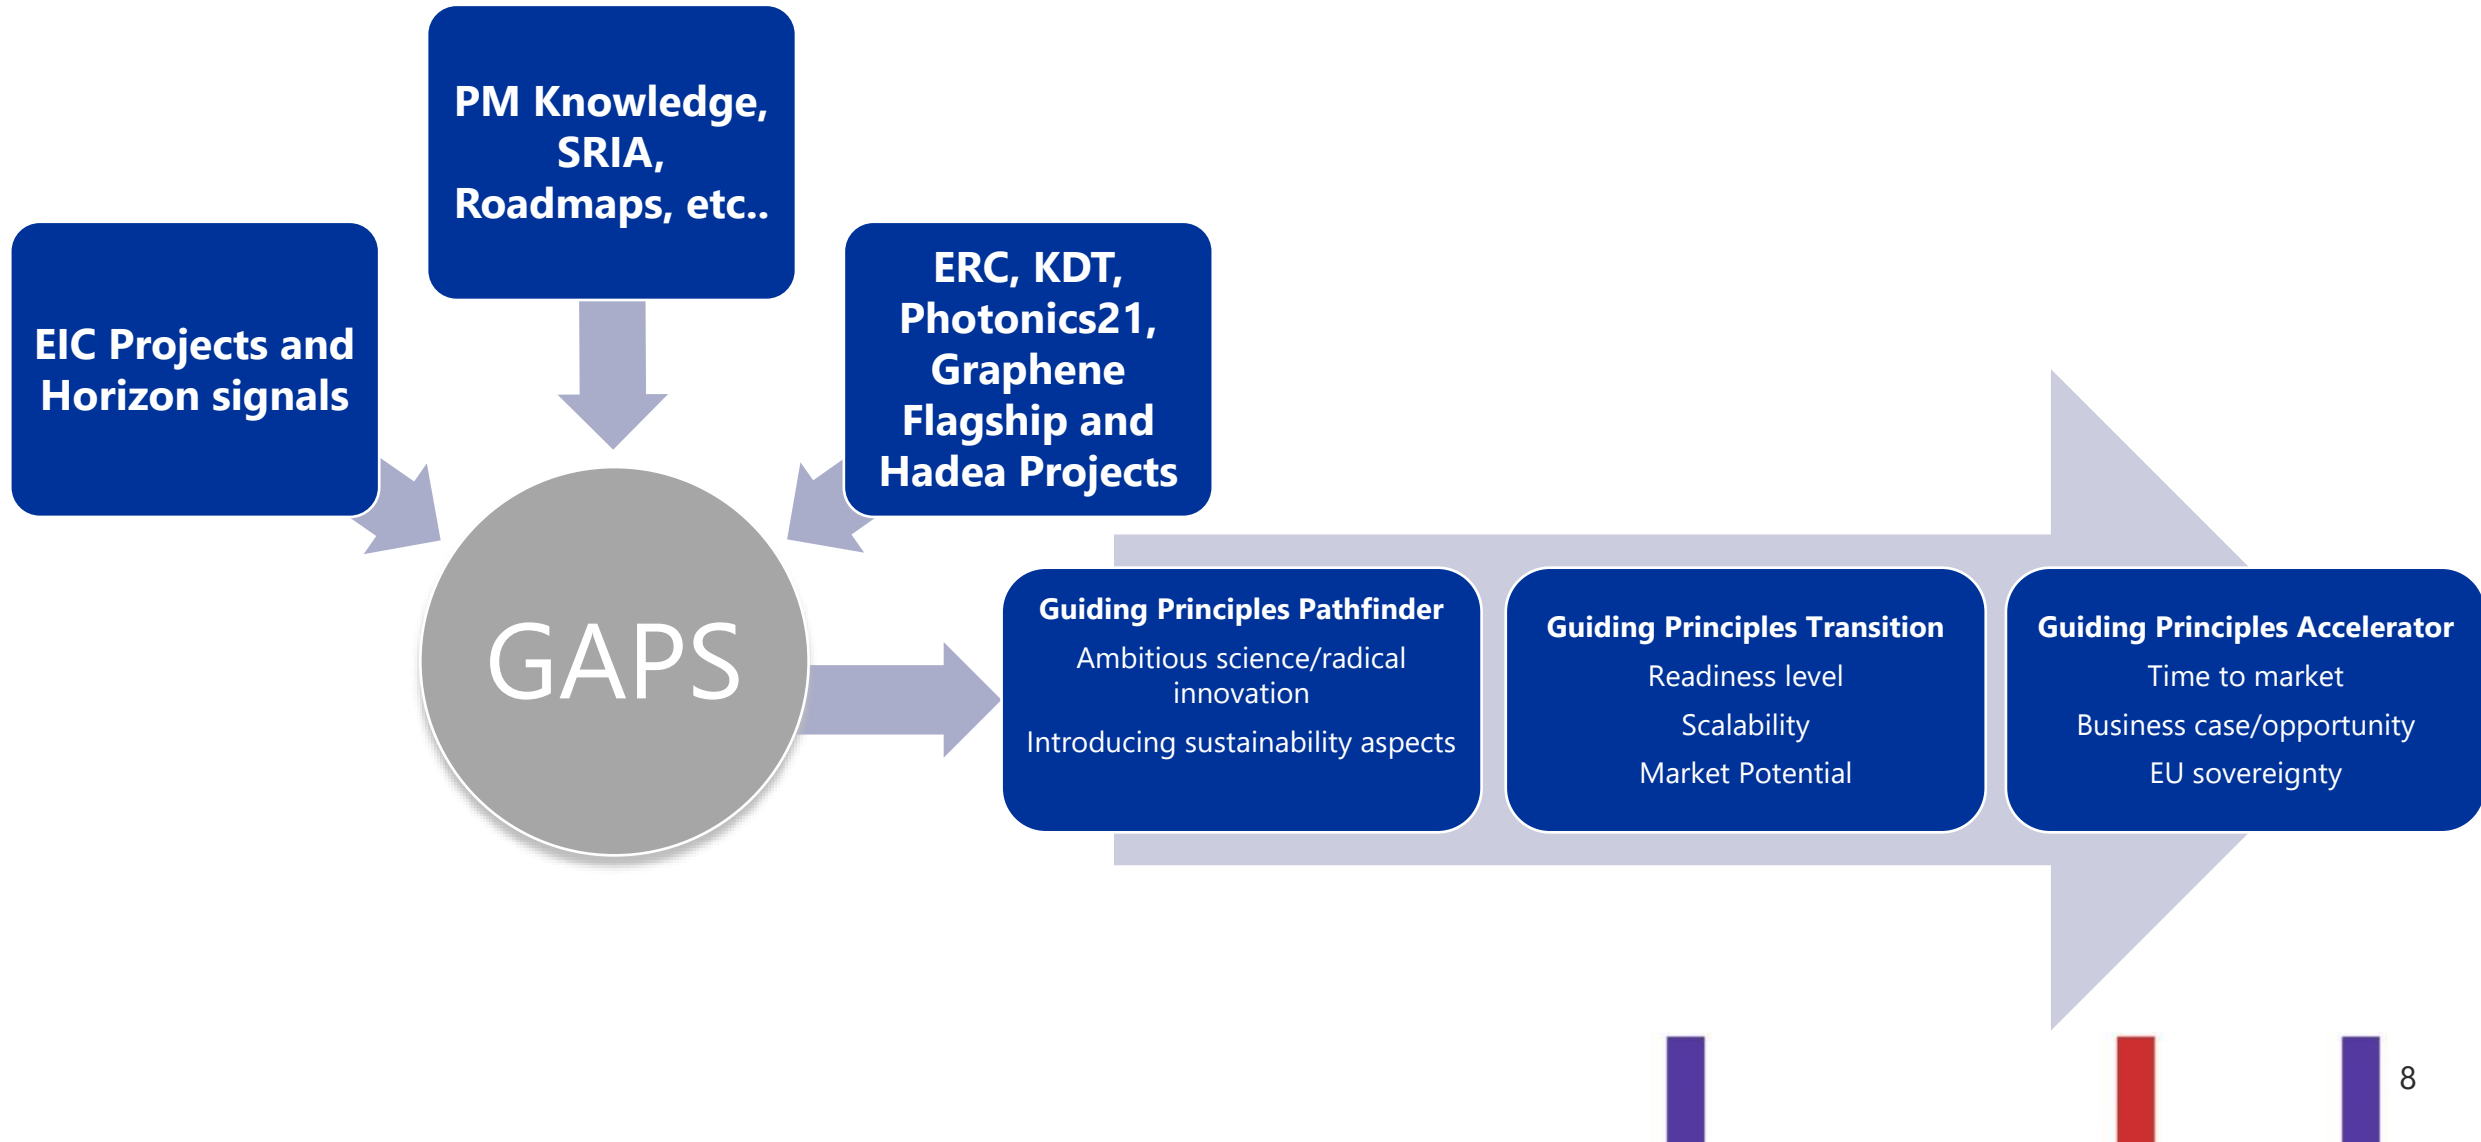 PM Knowledge,
SRIA,
Roadmaps, etc..
EIC Projects and
Horizon signals
ERC, KDT,
Photonics21,
Graphene
Flagship and
Hadea Projects
GAPS
Guiding Principles Pathfinder
Ambitious science/radical
innovation
Introducing sustainability aspects
Guiding Principles Transition
Readiness level
Scalability
Market Potential
Guiding Principles Accelerator
Time to market
Business case/opportunity
EU sovereignty
8